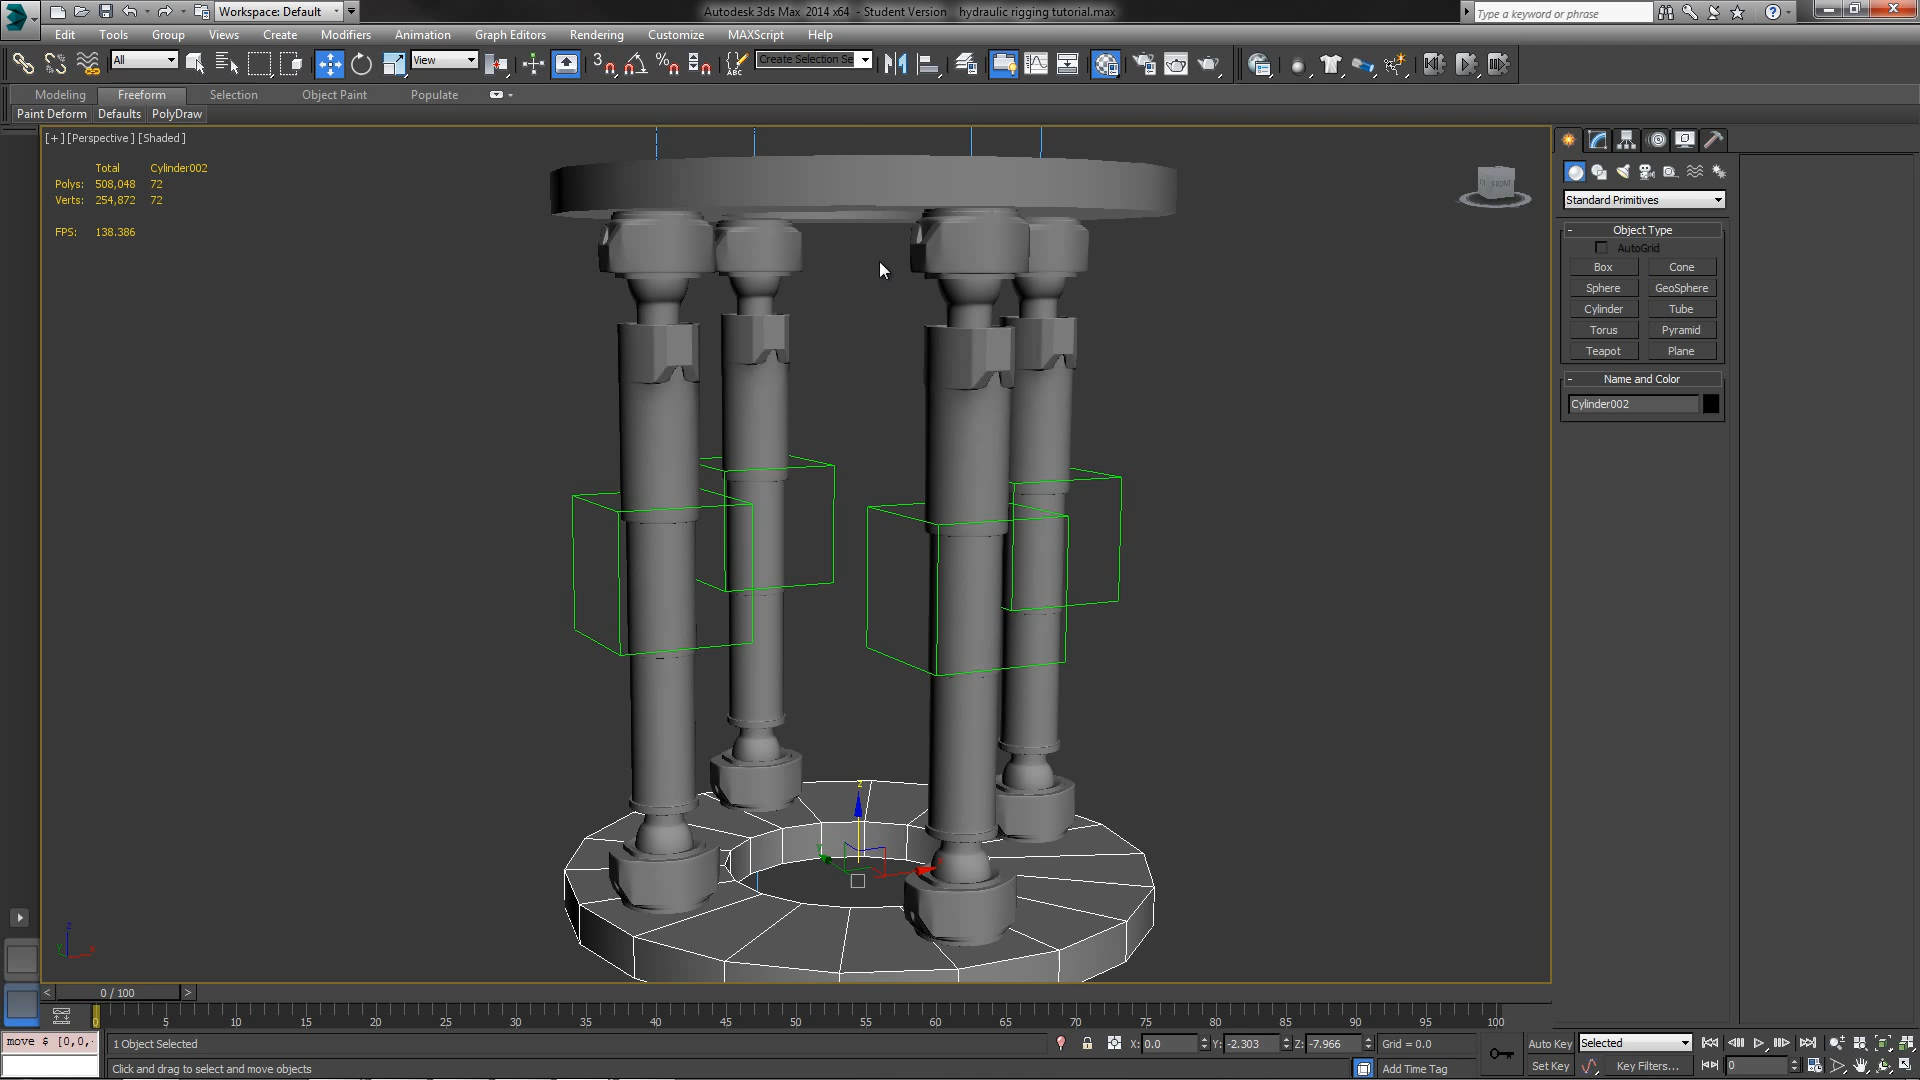 Workspace: Default
Autodesk 3ds Max 2014 x64 - Student Version hydraulic rigging tutorial.max
Type a keyword or phrase
Edit Tools Group Views Create Modifiers Animation Graph Editors Rendering Customize MAXScript Help
All
View
Create Selection Se
Modeling Freeform Selection Object Paint Populate
Paint Deform Defaults PolyDraw
[+] [Perspective] [Shaded]
Total Cylinder002
Polys: 508,048 72
Verts: 254,872 72
FPS: 138.386
FRONT
Standard Primitives
- Object Type
AutoGrid
Box Cone
Sphere GeoSphere
Cylinder Tube
Torus Pyramid
Teapot Plane
- Name and Color
Cylinder002
z
y
x
z
y
x
< 0 / 100 >
0 5 10 15 20 25 30 35 40 45 50 55 60 65 70 75 80 85 90 95 100
move $ [0,0,-
1 Object Selected
X: 0.0 Y: -2.303 Z: -7.966 Grid = 0.0
Auto Key Selected
Click and drag to select and move objects
Add Time Tag
Set Key Key Filters... 0